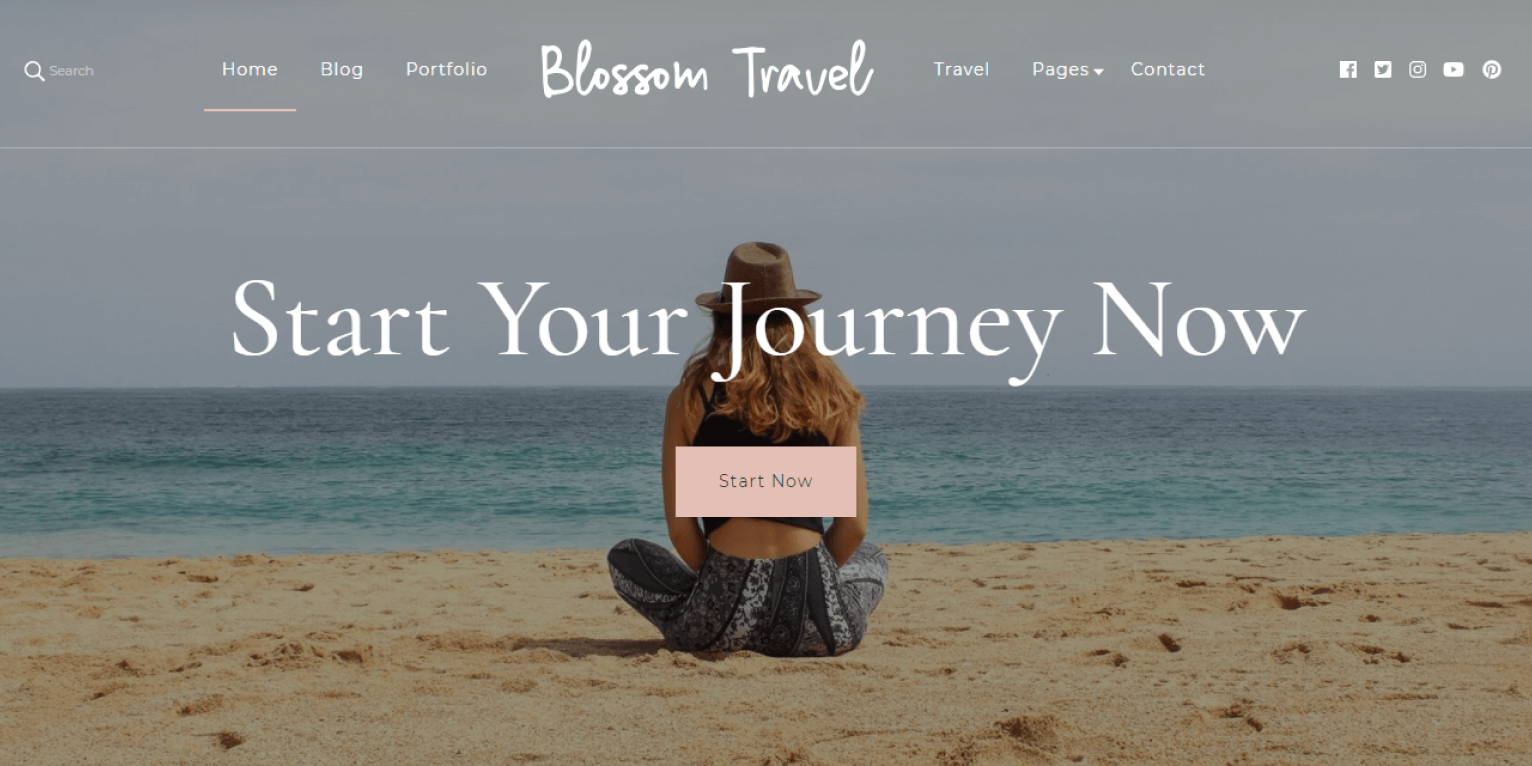 Search
Home
Blog
Portfolio
Blossom Travel
Travel
Pages
Contact
Start Your Journey Now
Start Now